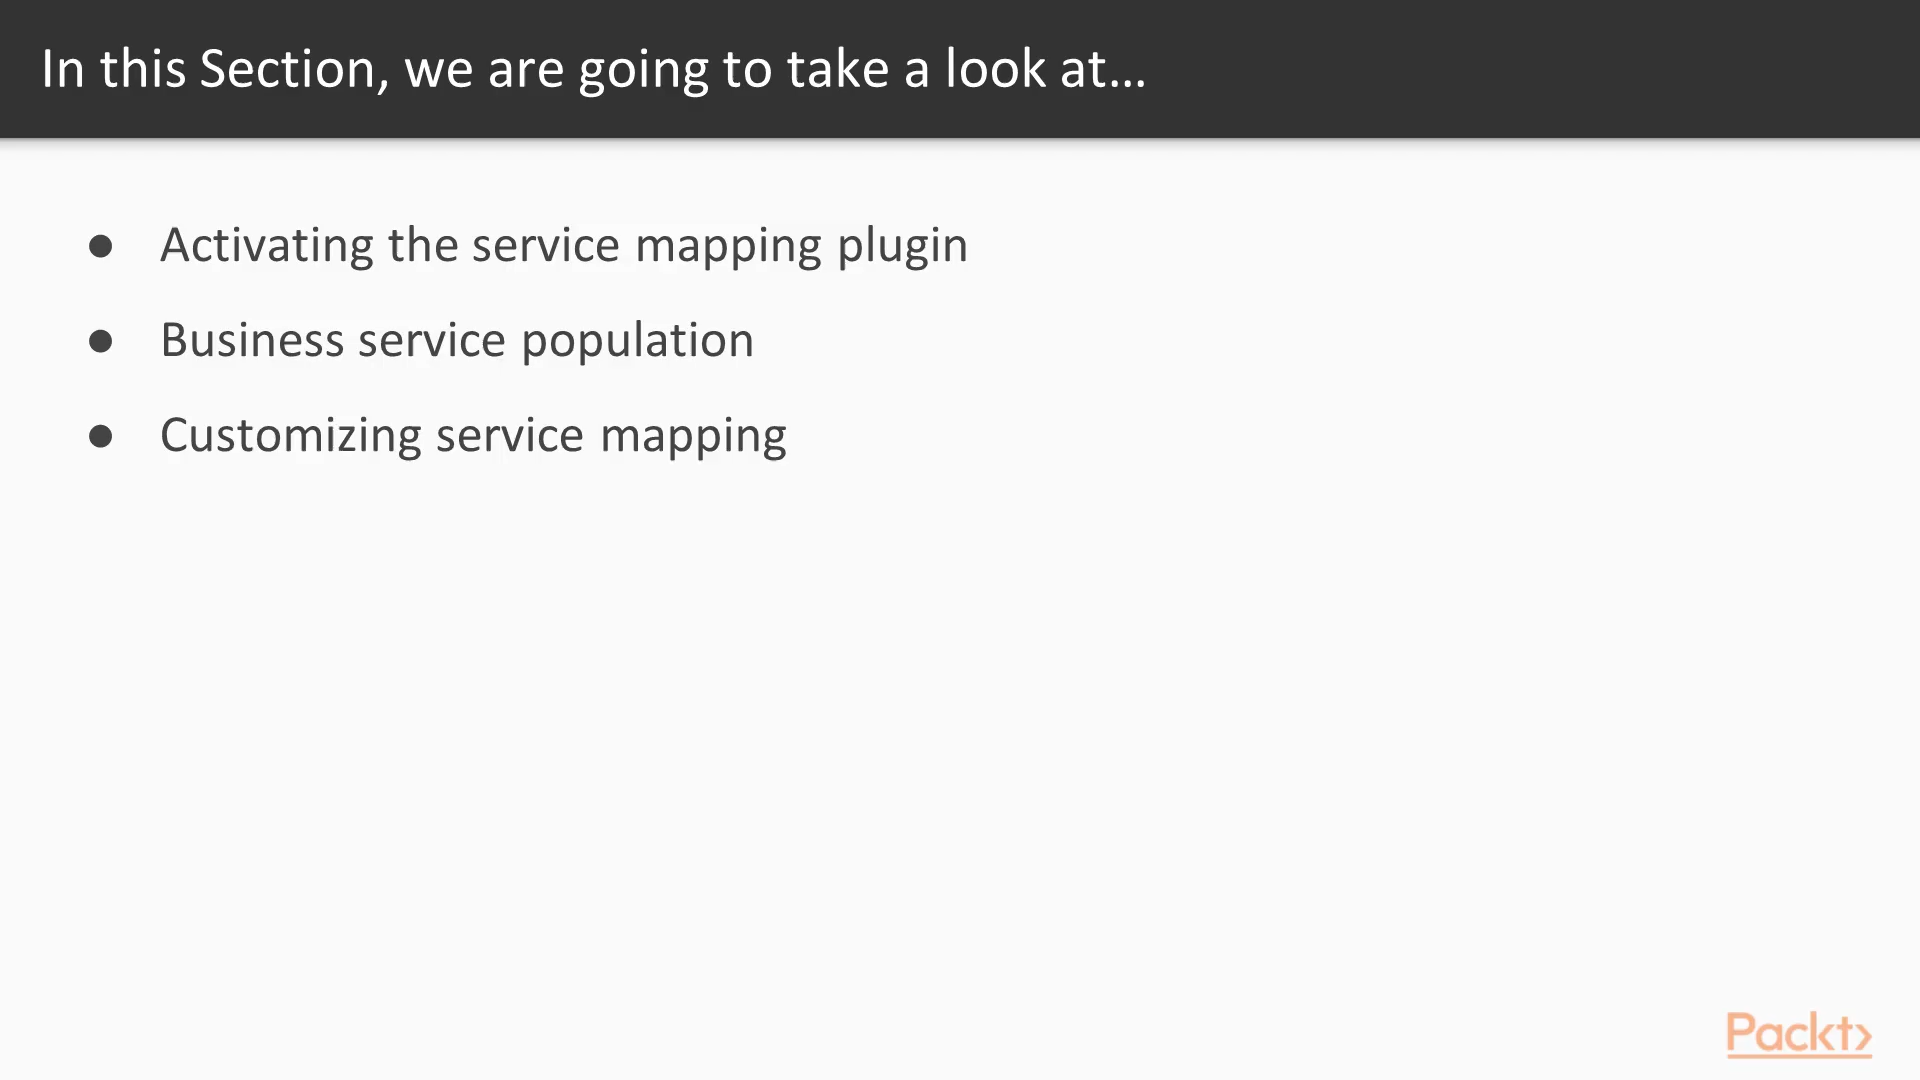 In this Section, we are going to take a look at...
● Activating the service mapping plugin
● Business service population
● Customizing service mapping
Packt>